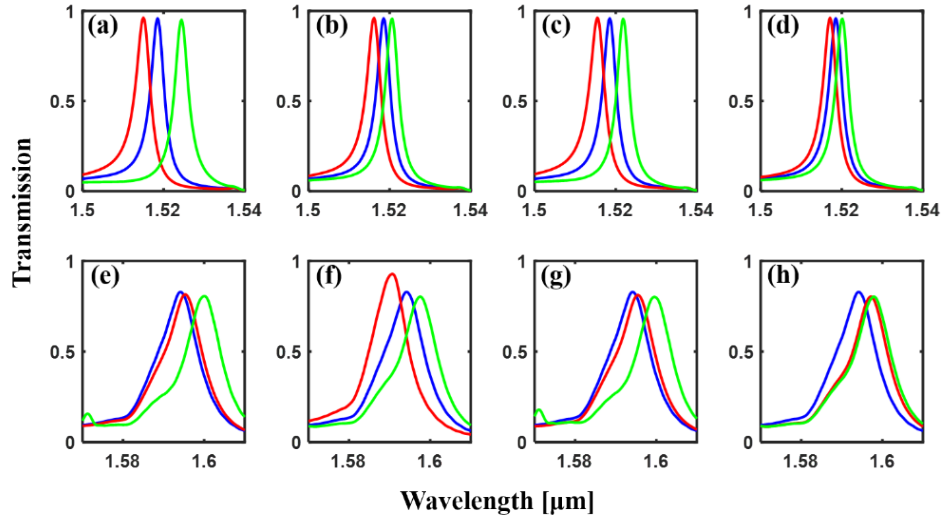 (a) (b) (c) (d)
1 1 1 1
0.5 0.5 0.5 0.5
0 0 0 0
1.5 1.52 1.54 1.5 1.52 1.54 1.5 1.52 1.54 1.5 1.52 1.54
Transmission
(e) (f) (g) (h)
1 1 1 1
0.5 0.5 0.5 0.5
0 0 0 0
1.58 1.6 1.58 1.6 1.58 1.6 1.58 1.6
Wavelength [µm]